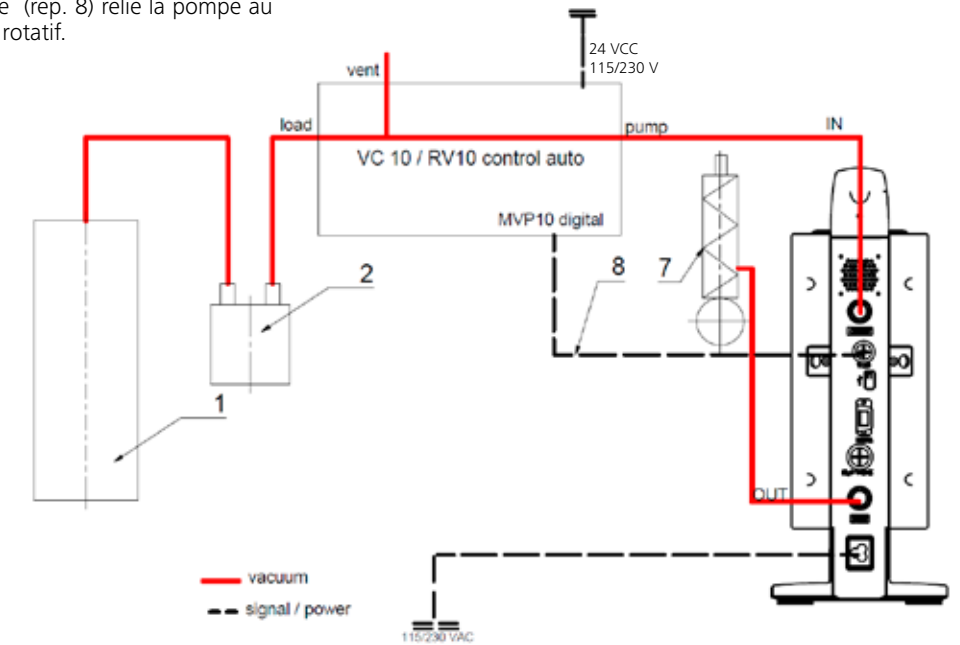 e (rep. 8) relie la pompe au
rotatif.
24 VCC
115/230 V
vent
load
pump
IN
VC 10 / RV10 control auto
MVP10 digital
2
8
7
1
OUT
vacuum
signal / power
115/230 VAC